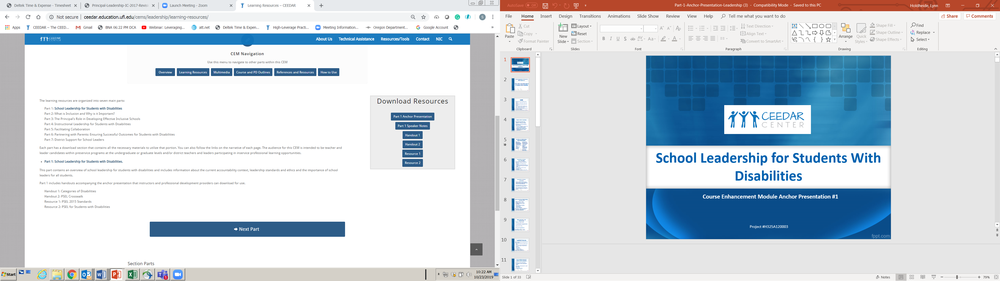 Deltek Time & Expense - Timesheet
Principal-Leadership-IC-2017-Revisi
Launch Meeting - Zoom
Learning Resources – CEEDAR
Not secure | ceedar.education.ufl.edu/cems/leadership/learning-resources/
S
Apps
CEEDAR – The CEED...
Gmail
BNA 06:22 PM DCA
Webinar: Leveraging...
att.net
Deltek Time & Expen...
High-Leverage Practi...
Meeting Information...
Oregon Department...
Google Account
»
CEEDAR
CENTER
About Us
Technical Assistance
Resources/Tools
Contact
NIC
CEM Navigation
Use this menu to navigate to other parts within this CEM
Overview
Learning Resources
Multimedia
Course and PD Outlines
References and Resources
How to Use
The learning resources are organized into seven main parts:
Part 1: School Leadership for Students with Disabilities
Part 2: What is Inclusion and Why is it Important?
Part 3: The Principal's Role in Developing Effective Inclusive Schools
Part 4: Instructional Leadership for Students with Disabilities
Part 5: Facilitating Collaboration
Part 6: Partnering with Parents: Ensuring Successful Outcomes for Students with Disabilities
Part 7: District Support for School Leaders
Each part has a download section that contains all the necessary materials to utilize that portion. You can also follow the links on the narrative of each page. The audience for this CEM is intended to be teacher and
leader candidates within preservice programs at the undergraduate or graduate levels and/or district teachers and leaders participating in inservice professional learning opportunities.
• Part 1: School Leadership for Students with Disabilities.
This part contains an overview of school leadership for students with disabilities and includes information about the current accountability context, leadership standards and ethics and the importance of school
leaders for all students.
Part 1 includes handouts accompanying the anchor presentation that instructors and professional development providers can download for use.
Handout 1: Categories of Disabilities
Handout 2: PSEL Crosswalk
Resource 1: PSEL 2015 Standards
Resource 2: PSEL for Students with Disabilities
Download Resources
Part 1 Anchor Presentation
Part 1 Speaker Notes
Handout 1
Handout 2
Resource 1
Resource 2
Next Part
Section Parts
Start
1
10:22 AM
10/23/2019
AutoSave
Off
Part-1-Anchor-Presentation-Leadership (3) - Compatibility Mode - Saved to this PC
Holdheide, Lynn
File
Home
Insert
Design
Transitions
Animations
Slide Show
Review
View
Help
Tell me what you want to do
Share
Comments
Paste
Cut
Copy
Format Painter
Clipboard
New
Slide
Layout
Reset
Section
Slides
B
I
U
S
ab
AV
Aa
A
Font
Text Direction
Align Text
Convert to SmartArt
Paragraph
Arrange
Quick
Styles
Shape Fill
Shape Outline
Shape Effects
Drawing
Find
Replace
Select
Editing
1
2
3
4
5
6
7
8
9
10
11
CEEDAR
CENTER
School Leadership for Students With
Disabilities
Course Enhancement Module Anchor Presentation #1
Project #H325A120003
fppt.com
Slide 1 of 33
Notes
79%